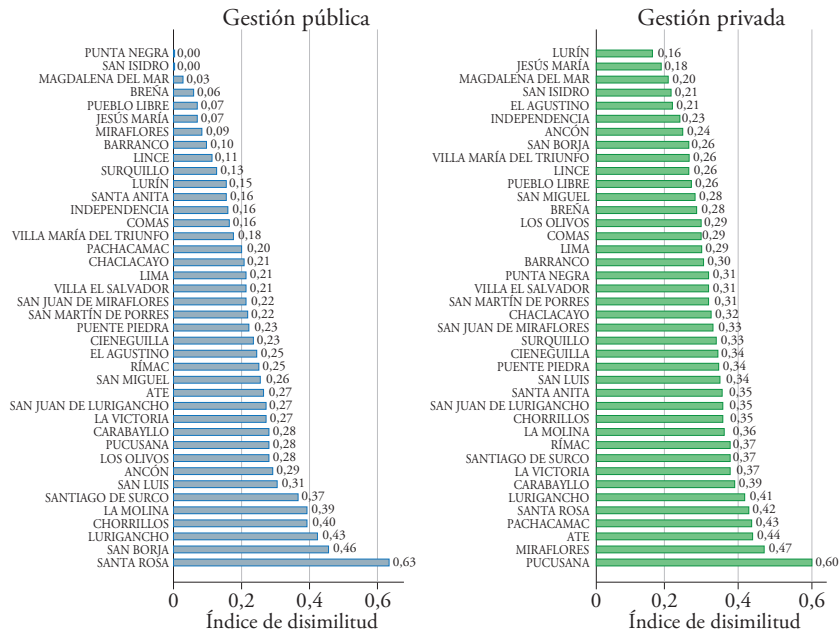 Gestión pública
PUNTA NEGRA 0,00
SAN ISIDRO 0,00
MAGDALENA DEL MAR 0,03
BREÑA 0,06
PUEBLO LIBRE 0,07
JESÚS MARÍA 0,07
MIRAFLORES 0,09
BARRANCO 0,10
LINCE 0,11
SURQUILLO 0,13
LURÍN 0,15
SANTA ANITA 0,16
INDEPENDENCIA 0,16
COMAS 0,16
VILLA MARÍA DEL TRIUNFO 0,18
PACHACAMAC 0,20
CHACLACAYO 0,21
LIMA 0,21
VILLA EL SALVADOR 0,21
SAN JUAN DE MIRAFLORES 0,22
SAN MARTÍN DE PORRES 0,22
PUENTE PIEDRA 0,23
CIENEGUILLA 0,23
EL AGUSTINO 0,25
RÍMAC 0,25
SAN MIGUEL 0,26
ATE 0,27
SAN JUAN DE LURIGANCHO 0,27
LA VICTORIA 0,27
CARABAYLLO 0,28
PUCUSANA 0,28
LOS OLIVOS 0,28
ANCÓN 0,29
SAN LUIS 0,31
SANTIAGO DE SURCO 0,37
LA MOLINA 0,39
CHORRILLOS 0,40
LURIGANCHO 0,43
SAN BORJA 0,46
SANTA ROSA 0,63
0 0,2 0,4 0,6
Índice de disimilitud
Gestión privada
LURÍN 0,16
JESÚS MARÍA 0,18
MAGDALENA DEL MAR 0,20
SAN ISIDRO 0,21
EL AGUSTINO 0,21
INDEPENDENCIA 0,23
ANCÓN 0,24
SAN BORJA 0,26
VILLA MARÍA DEL TRIUNFO 0,26
LINCE 0,26
PUEBLO LIBRE 0,26
SAN MIGUEL 0,28
BREÑA 0,28
LOS OLIVOS 0,29
COMAS 0,29
LIMA 0,29
BARRANCO 0,30
PUNTA NEGRA 0,31
VILLA EL SALVADOR 0,31
SAN MARTÍN DE PORRES 0,31
CHACLACAYO 0,32
SAN JUAN DE MIRAFLORES 0,33
SURQUILLO 0,33
CIENEGUILLA 0,34
PUENTE PIEDRA 0,34
SAN LUIS 0,34
SANTA ANITA 0,35
SAN JUAN DE LURIGANCHO 0,35
CHORRILLOS 0,35
LA MOLINA 0,36
RÍMAC 0,37
SANTIAGO DE SURCO 0,37
LA VICTORIA 0,37
CARABAYLLO 0,39
LURIGANCHO 0,41
SANTA ROSA 0,42
PACHACAMAC 0,43
ATE 0,44
MIRAFLORES 0,47
PUCUSANA 0,60
0 0,2 0,4 0,6
Índice de disimilitud